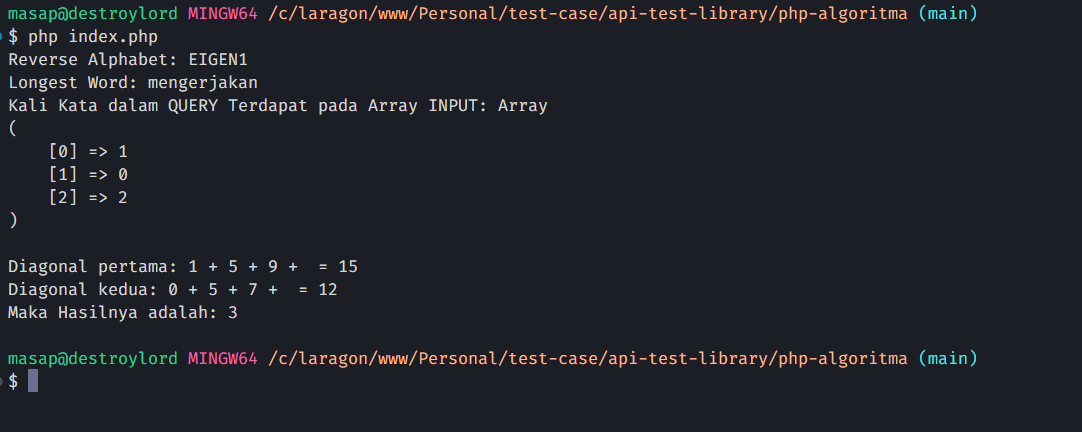 masap@destroylord MINGW64 /c/laragon/www/Personal/test-case/api-test-library/php-algoritma (main)
$ php index.php
Reverse Alphabet: EIGEN1
Longest Word: mengerjakan
Kali Kata dalam QUERY Terdapat pada Array INPUT: Array
(
    [0] => 1
    [1] => 0
    [2] => 2
)

Diagonal pertama: 1 + 5 + 9 +  = 15
Diagonal kedua: 0 + 5 + 7 +  = 12
Maka Hasilnya adalah: 3

masap@destroylord MINGW64 /c/laragon/www/Personal/test-case/api-test-library/php-algoritma (main)
$